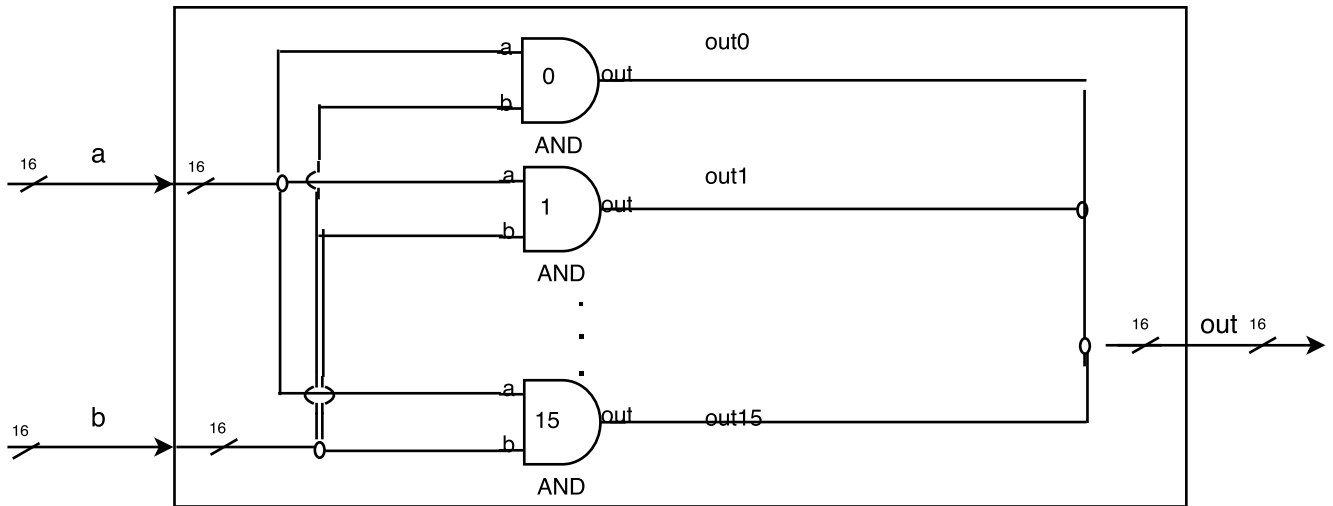 a out0
0 out
b
AND
16 a 16
a out1
1 out
b
AND
16 out 16
a
16 b 16
15 out out15
b
AND